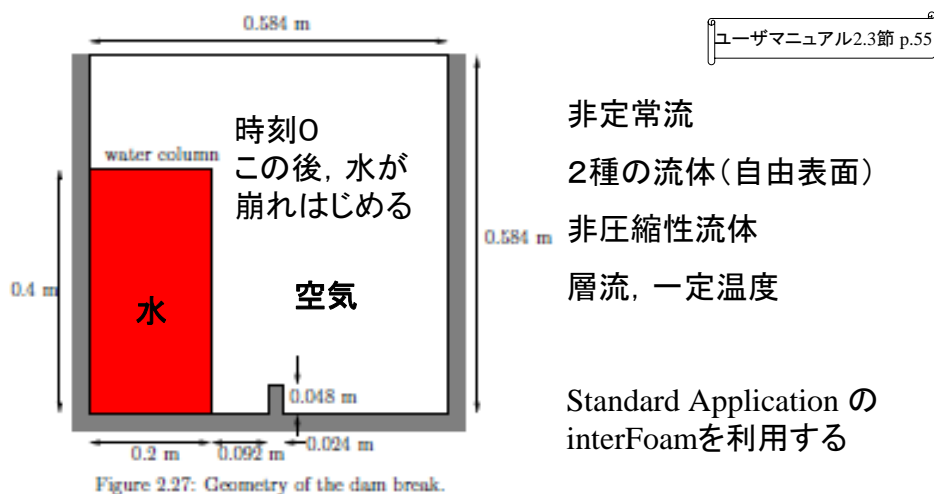 0.584 m
ユーザマニュアル2.3節 p.55
時刻0
water column
この後，水が
崩れはじめる
0.584 m
0.4 m
水
空気
0.048 m
0.2 m
0.092 m
0.024 m
Figure 2.27: Geometry of the dam break.
非定常流
2種の流体（自由表面）
非圧縮性流体
層流，一定温度
Standard Application の
interFoamを利用する